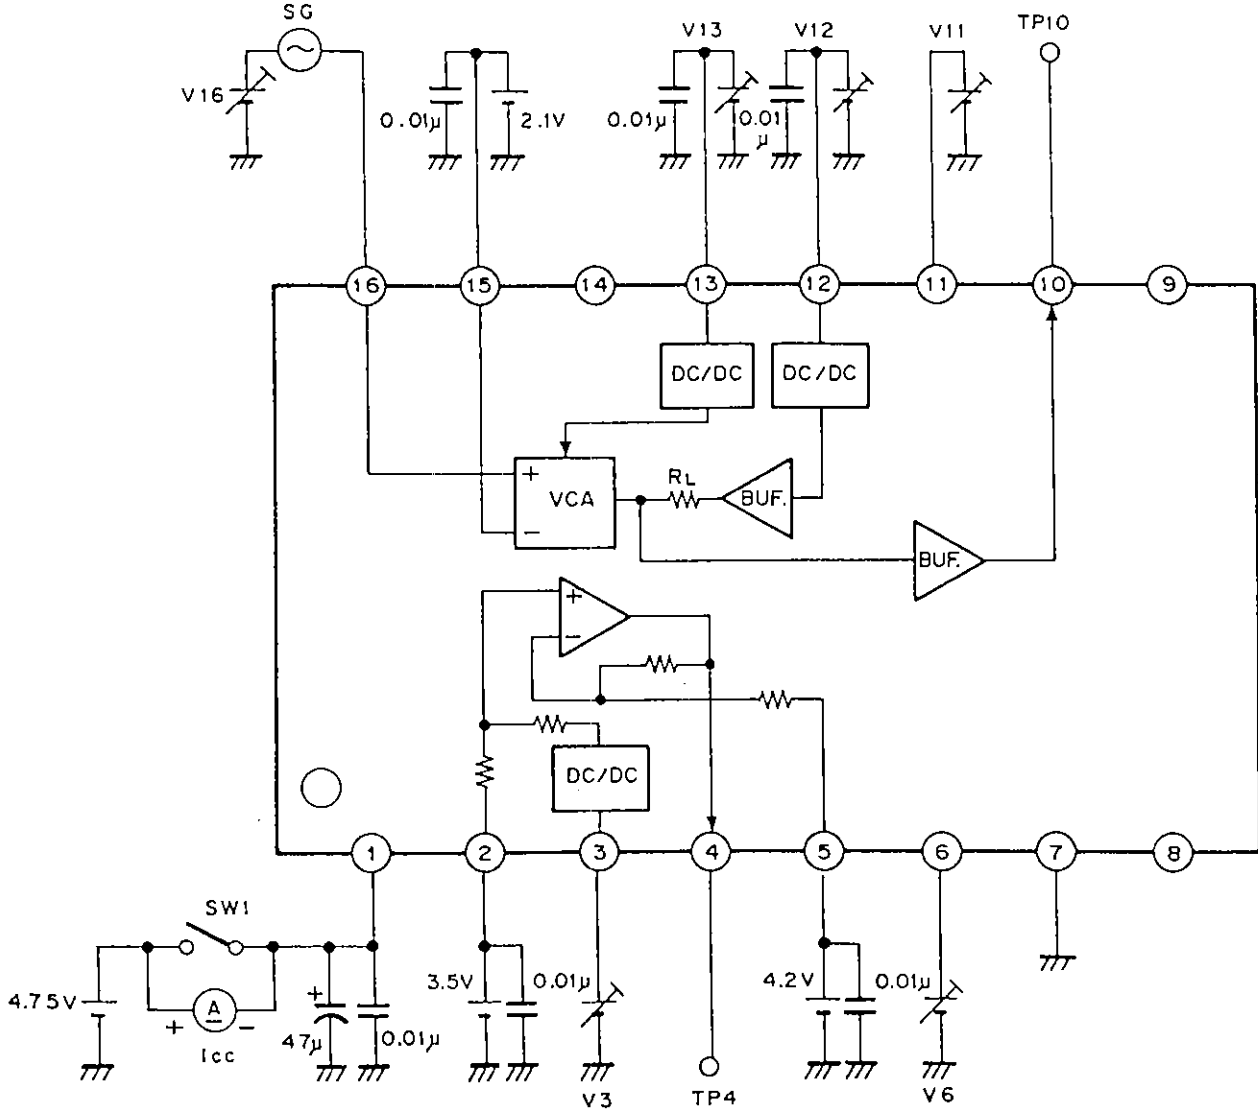 SG
V16
0.01μ
2.1V
V13
0.01μ
V12
0.01
μ
V11
TP10
16
15
14
13
12
11
10
9
DC/DC
DC/DC
+
VCA
−
RL
BUF.
BUF.
+
−
DC/DC
1
2
3
4
5
6
7
8
SW1
4.75V
+
A
−
Icc
+
47μ
0.01μ
3.5V
0.01μ
V3
TP4
4.2V
0.01μ
V6